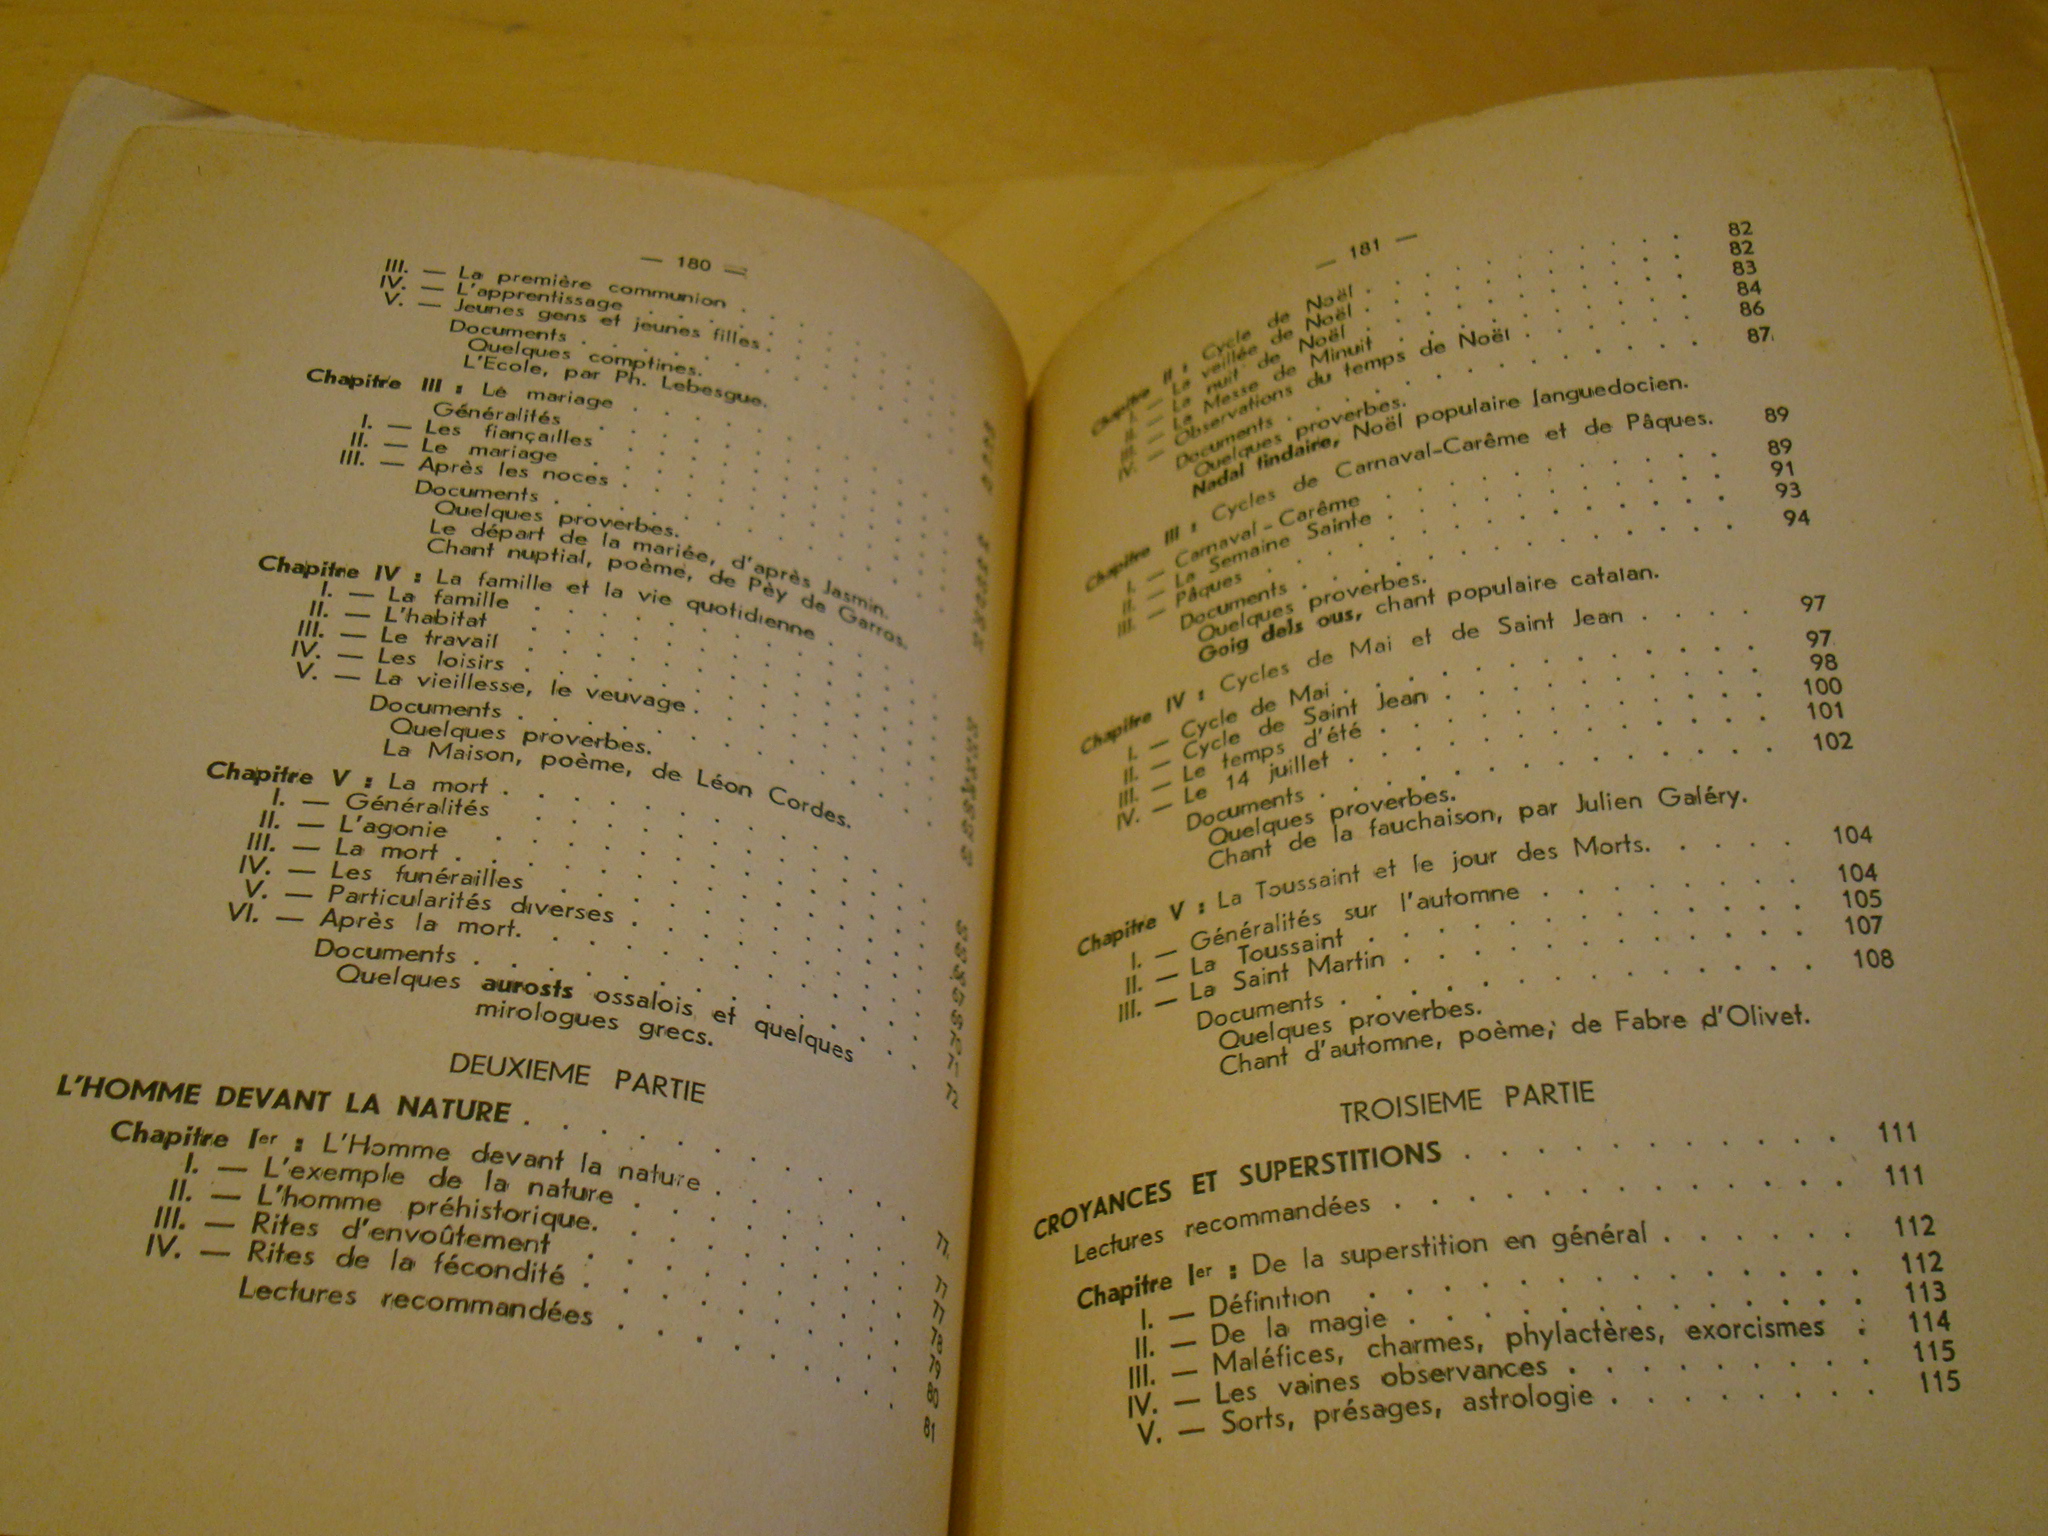 — 180 —
III. — La première communion . . . .
IV. — L'apprentissage . . . . .
V. — Jeunes gens et jeunes filles . . .
Documents . . . . .
Quelques comptines.
L'Ecole, par Ph. Lebesgue.
Chapitre III : Le mariage . . . . .
Généralités . . . . .
I. — Les fiançailles . . . . .
II. — Le mariage . . . . .
III. — Après les noces . . . . .
Documents . . . . .
Quelques proverbes.
Le départ de la mariée, d'après Jasmin.
Chant nuptial, poème, de Pèy de Garros.
Chapitre IV : La famille et la vie quotidienne . . .
I. — La famille . . . . .
II. — L'habitat . . . . .
III. — Le travail . . . . .
IV. — Les loisirs . . . . .
V. — La vieillesse, le veuvage . . . . .
Documents . . . . .
Quelques proverbes.
La Maison, poème, de Léon Cordes.
Chapitre V : La mort . . . . .
I. — Généralités . . . . .
II. — L'agonie . . . . .
III. — La mort . . . . .
IV. — Les funérailles . . . . .
V. — Particularités diverses . . . . .
VI. — Après la mort. . . . . .
Documents . . . . .
Quelques aurosts ossalois et quelques
mirologues grecs. 72
DEUXIEME PARTIE
L'HOMME DEVANT LA NATURE . . . . . 77
Chapitre Ier : L'Homme devant la nature . . . . 77
I. — L'exemple de la nature . . . . . 77
II. — L'homme préhistorique. . . . . . 78
III. — Rites d'envoûtement . . . . . 79
IV. — Rites de la fécondité . . . . . 80
Lectures recommandées . . . . . 81
— 181 —
Chapitre II : Cycle de Noël . . . . . 82
I. — La veillée de Noël . . . . . 82
II. — La nuit de Noël . . . . . 83
III. — La Messe de Minuit . . . . . 84
IV. — Observations du temps de Noël . . . . . 86
Documents . . . . . 87
Quelques proverbes.
Nadal tindaire, Noël populaire languedocien.
Chapitre III : Cycles de Carnaval-Carême et de Pâques. 89
I. — Carnaval - Carême . . . . . 89
II. — La Semaine Sainte . . . . . 91
III. — Pâques . . . . . 93
Documents . . . . . 94
Quelques proverbes.
Goig dels ous, chant populaire catalan.
Chapitre IV : Cycles de Mai et de Saint Jean . . . . 97
I. — Cycle de Mai . . . . . 97
II. — Cycle de Saint Jean . . . . . 98
III. — Le temps d'été . . . . . 100
IV. — Le 14 juillet . . . . . 101
Documents . . . . . 102
Quelques proverbes.
Chant de la fauchaison, par Julien Galéry.
Chapitre V : La Toussaint et le jour des Morts. . . . . 104
I. — Généralités sur l'automne . . . . . 104
II. — La Toussaint . . . . . 105
III. — La Saint Martin . . . . . 107
Documents . . . . . 108
Quelques proverbes.
Chant d'automne, poème, de Fabre d'Olivet.
TROISIEME PARTIE
CROYANCES ET SUPERSTITIONS . . . . . 111
Lectures recommandées . . . . . 111
Chapitre Ier : De la superstition en général . . . . . 112
I. — Définition . . . . . 112
II. — De la magie . . . . . 113
III. — Maléfices, charmes, phylactères, exorcismes . 114
IV. — Les vaines observances . . . . . 115
V. — Sorts, présages, astrologie . . . . . 115